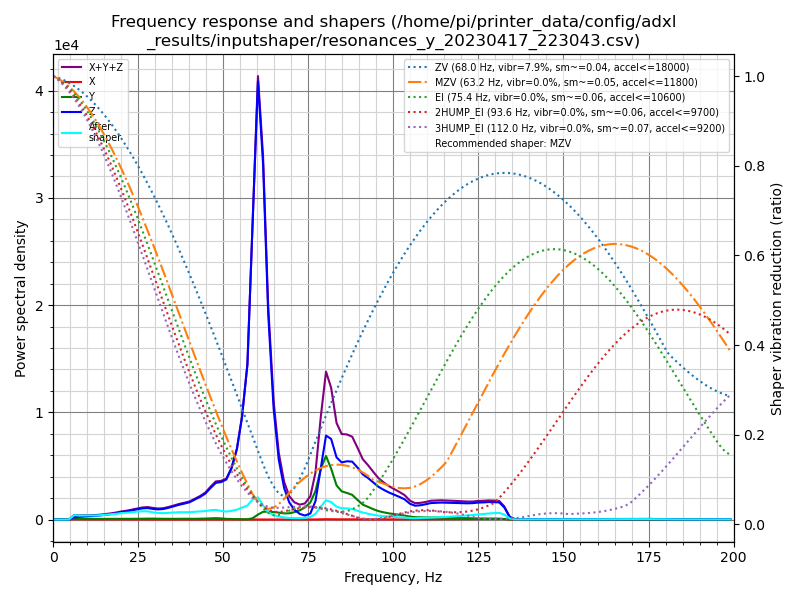 Frequency response and shapers (/home/pi/printer_data/config/adxl
_results/inputshaper/resonances_y_20230417_223043.csv)
1e4
X+Y+Z
X
Y
Z
After
shaper
ZV (68.0 Hz, vibr=7.9%, sm~=0.04, accel<=18000)
MZV (63.2 Hz, vibr=0.0%, sm~=0.05, accel<=11800)
EI (75.4 Hz, vibr=0.0%, sm~=0.06, accel<=10600)
2HUMP_EI (93.6 Hz, vibr=0.0%, sm~=0.06, accel<=9700)
3HUMP_EI (112.0 Hz, vibr=0.0%, sm~=0.07, accel<=9200)
Recommended shaper: MZV
Power spectral density
4
3
2
1
0
1.0
0.8
0.6
0.4
0.2
0.0
Shaper vibration reduction (ratio)
0 25 50 75 100 125 150 175 200
Frequency, Hz